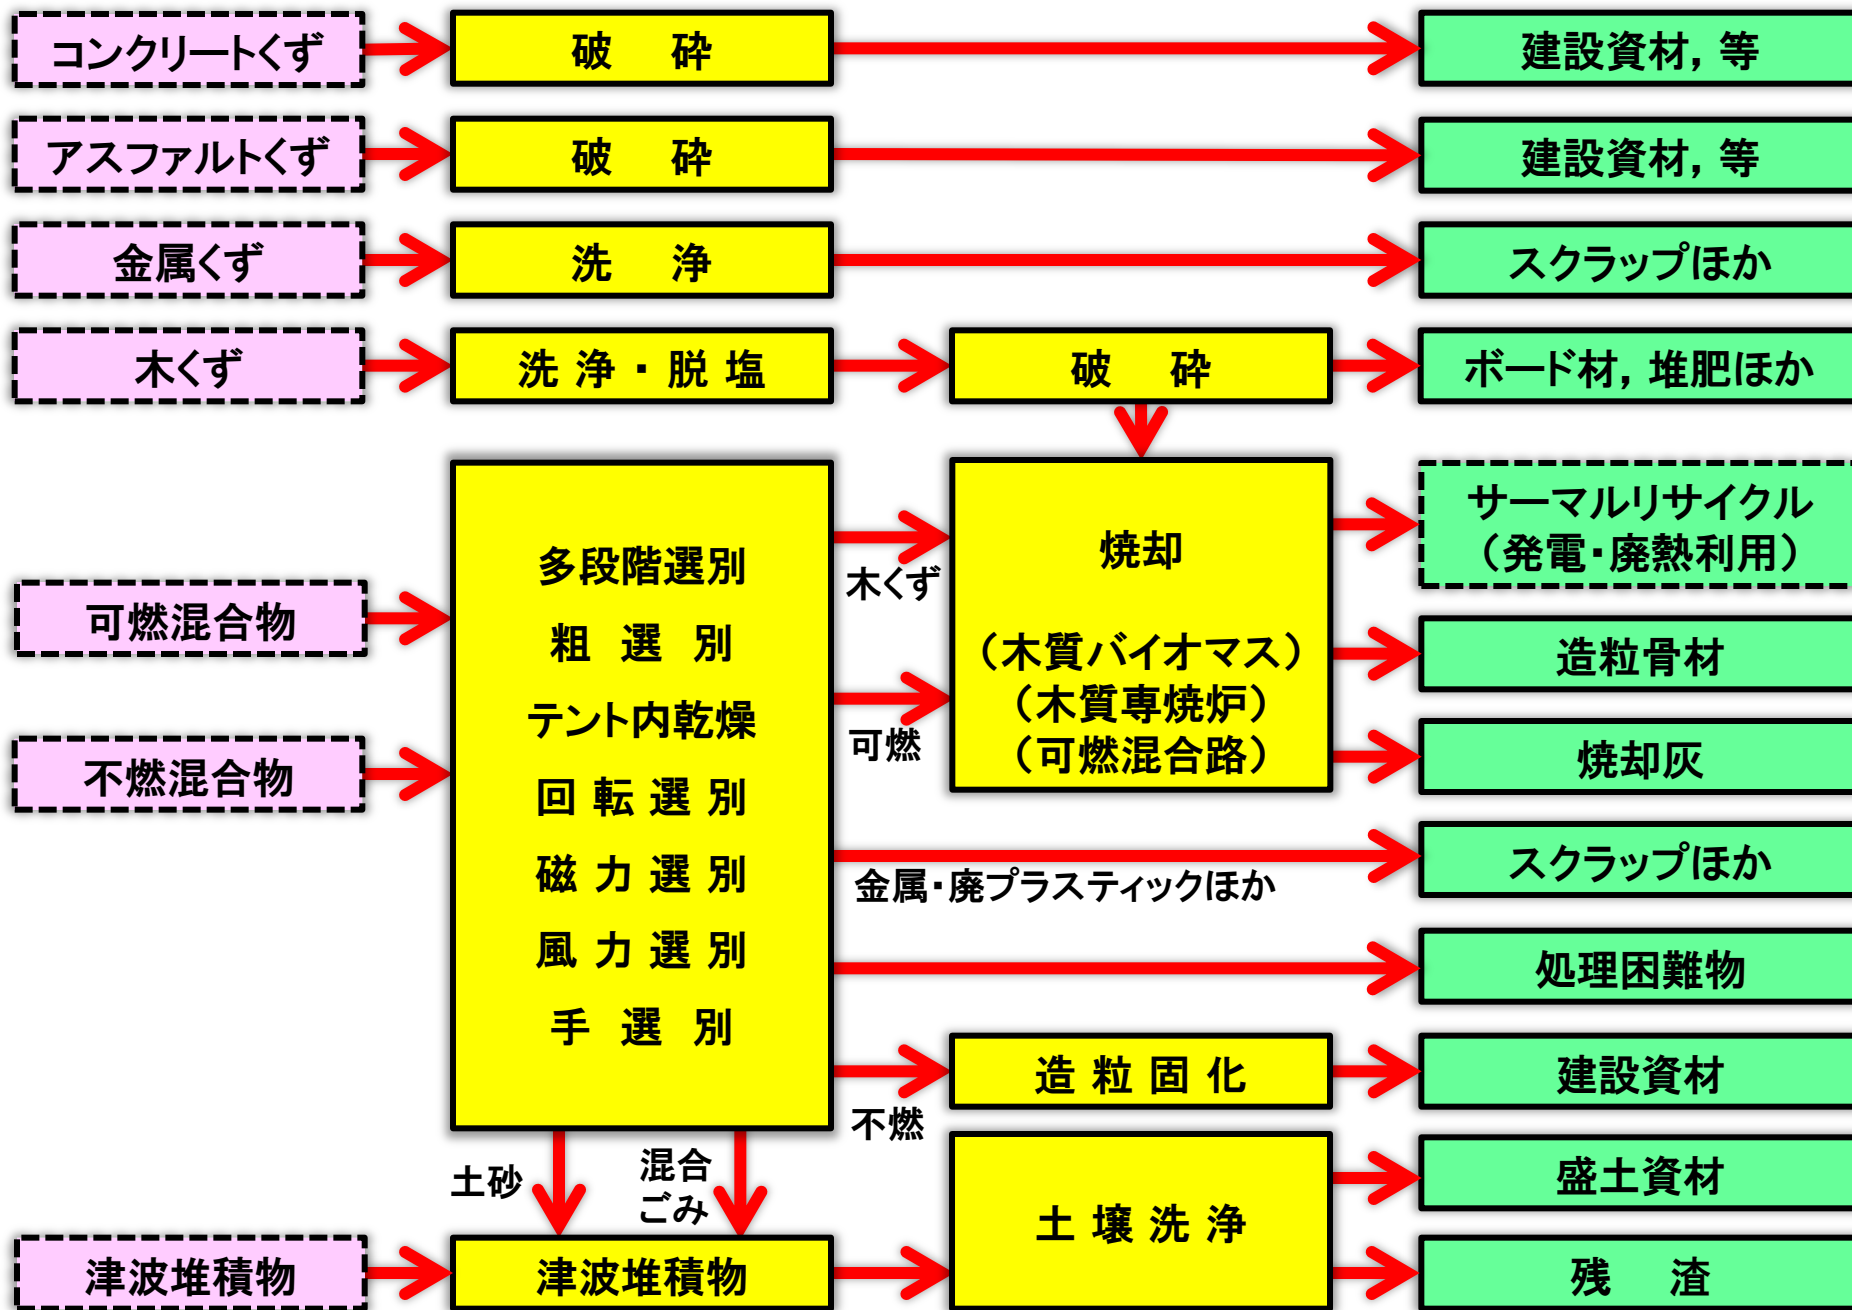 コンクリートくず
破　砕
建設資材, 等
アスファルトくず
破　砕
建設資材, 等
金属くず
洗　浄
スクラップほか
木くず
洗 浄 ・ 脱 塩
破　砕
ボード材, 堆肥ほか
可燃混合物
不燃混合物
多段階選別
粗 選 別
テント内乾燥
回 転 選 別
磁 力 選 別
風 力 選 別
手 選 別
木くず
可燃
焼却
（木質バイオマス）
（木質専焼炉）
（可燃混合路）
サーマルリサイクル
（発電・廃熱利用）
造粒骨材
焼却灰
金属・廃プラスティックほか
スクラップほか
処理困難物
不燃
造 粒 固 化
建設資材
土砂
混合
ごみ
津波堆積物
津波堆積物
土 壌 洗 浄
盛土資材
残　渣